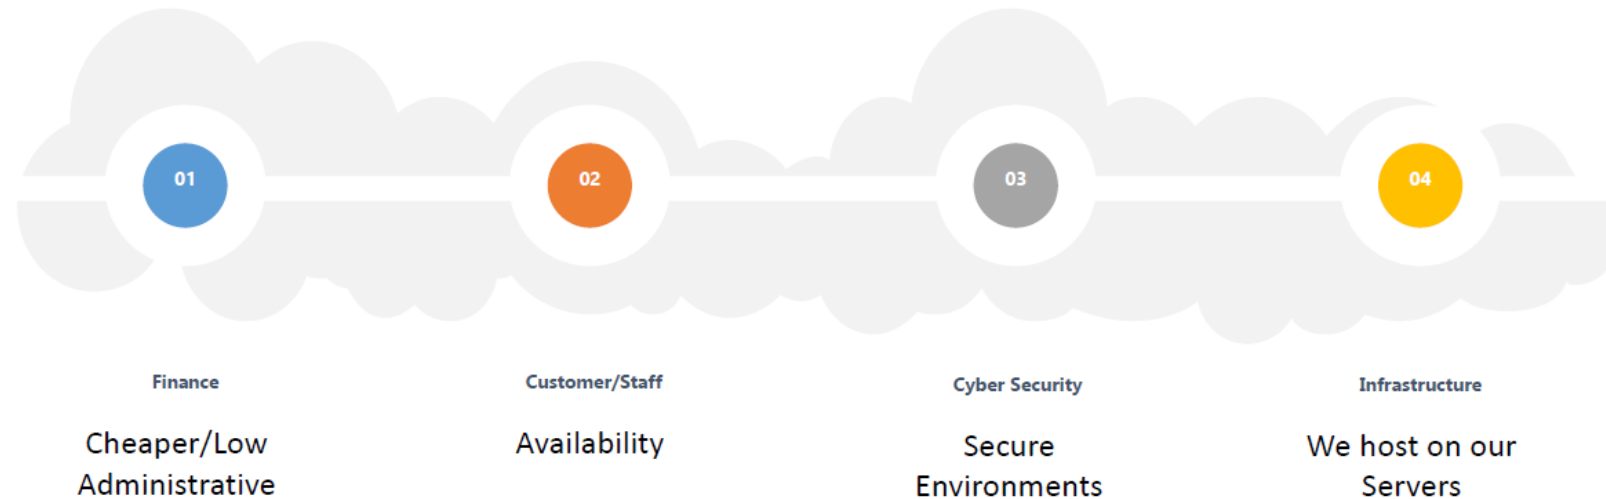 01
02
03
04
Finance
Customer/Staff
Cyber Security
Infrastructure
Cheaper/Low
Administrative
Availability
Secure
Environments
We host on our
Servers